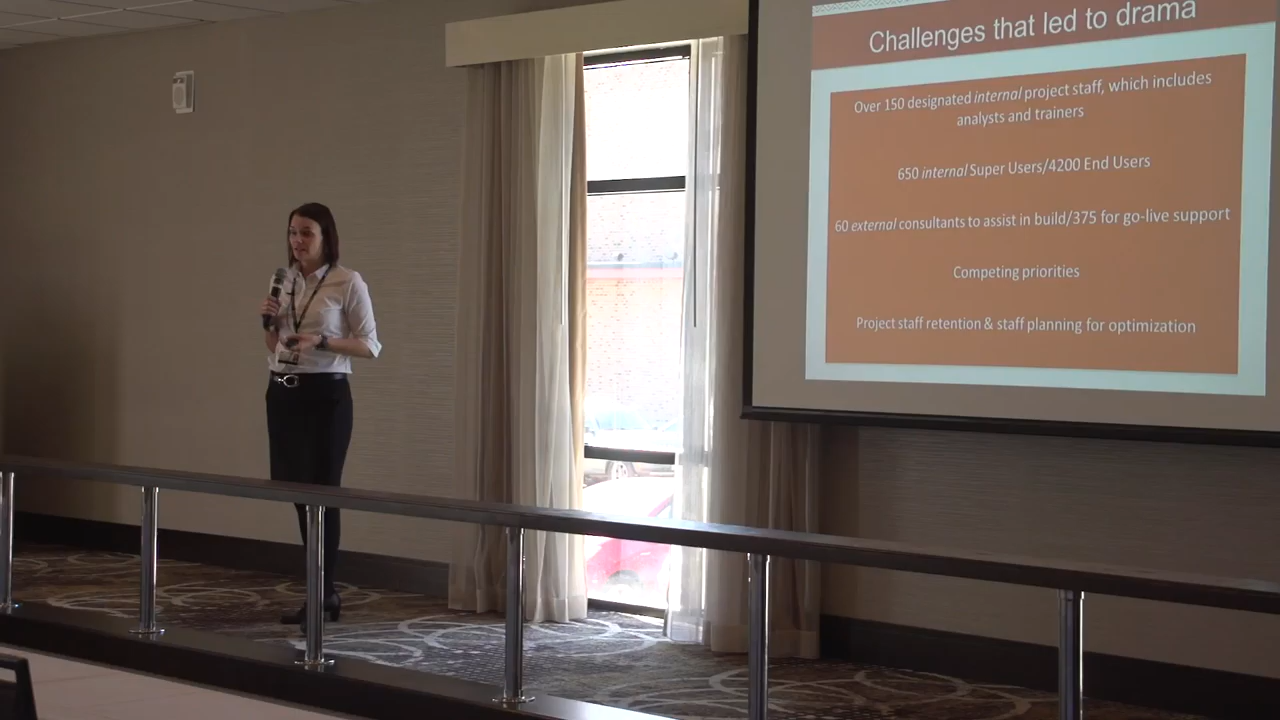 Challenges that led to drama
Over 150 designated internal project staff, which includes
analysts and trainers
650 internal Super Users/4200 End Users
60 external consultants to assist in build/375 for go-live support
Competing priorities
Project staff retention & staff planning for optimization